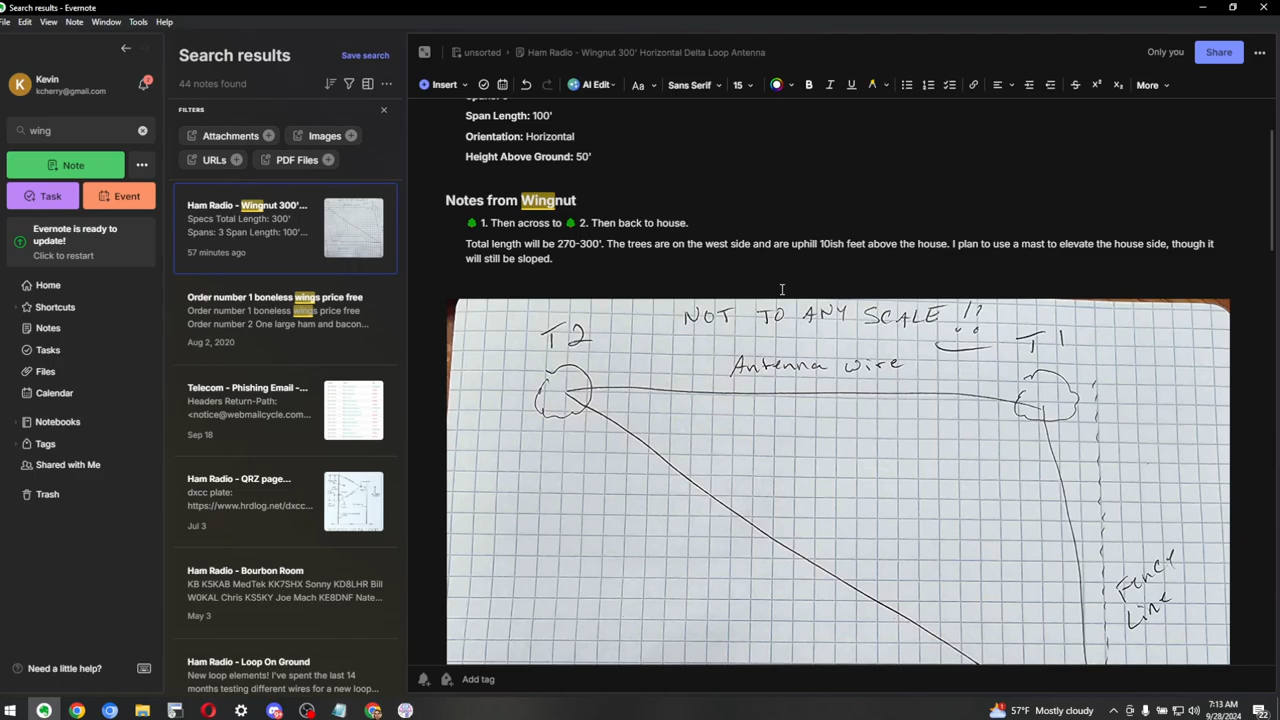 Search results - Evernote
File Edit View Note Window Tools Help
Kevin
kcherry@gmail.com
2
wing
Note
Task
Event
Evernote is ready to
update!
Click to restart
Home
Shortcuts
Notes
Tasks
Files
Calendar
Notebooks
Tags
Shared with Me
Trash
Need a little help?
Search results
Save search
44 notes found
FILTERS
Attachments
Images
URLs
PDF Files
Ham Radio - Wingnut 300'...
Specs Total Length: 300'
Spans: 3 Span Length: 100'...
57 minutes ago
Order number 1 boneless wings price free
Order number 1 boneless wings price free
Order number 2 One large ham and bacon...
Aug 2, 2020
Telecom - Phishing Email -...
Headers Return-Path:
<notice@webmailcycle.com...
Sep 18
Ham Radio - QRZ page...
dxcc plate:
https://www.hrdlog.net/dxcc...
Jul 3
Ham Radio - Bourbon Room
KB K5KAB MedTek KK7SHX Sonny KD8LHR Bill
W0KAL Chris KS5KY Joe Mach KE8DNF Nate...
May 3
Ham Radio - Loop On Ground
New loop elements! I've spent the last 14
months testing different wires for a new loop...
unsorted > Ham Radio - Wingnut 300' Horizontal Delta Loop Antenna
Only you
Share
Insert
AI Edit
Aa
Sans Serif
15
A
B I U A
More
Span Length: 100'
Orientation: Horizontal
Height Above Ground: 50'
Notes from Wingnut
1. Then across to 2. Then back to house.
Total length will be 270-300'. The trees are on the west side and are uphill 10ish feet above the house. I plan to use a mast to elevate the house side, though it
will still be sloped.
NOT TO ANY SCALE !!
T2
T1
Antenna wire
Fence
Line
Add tag
57°F Mostly cloudy
7:13 AM
9/28/2024
22